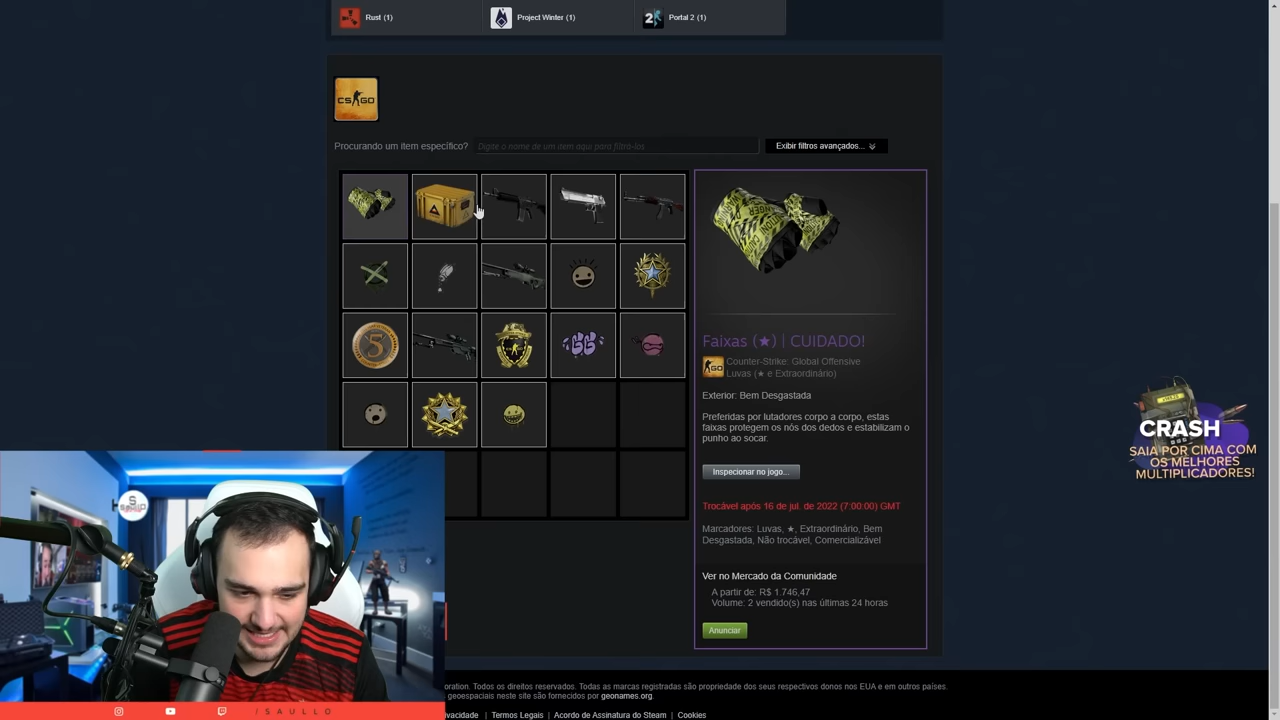 Rust (1)
Project Winter (1)
Portal 2 (1)
CS GO
Procurando um item específico?
Digite o nome de um item aqui para filtrá-los
Exibir filtros avançados...
Faixas (★) | CUIDADO!
Counter-Strike: Global Offensive
Luvas (★ e Extraordinário)
Exterior: Bem Desgastada
Preferidas por lutadores corpo a corpo, estas
faixas protegem os nós dos dedos e estabilizam o
punho ao socar.
Inspecionar no jogo...
Trocável após 16 de jul. de 2022 (7:00:00) GMT
Marcadores: Luvas, ★, Extraordinário, Bem
Desgastada, Não trocável, Comercializável
Ver no Mercado da Comunidade
A partir de: R$ 1.746,47
Volume: 2 vendido(s) nas últimas 24 horas
Anunciar
CRASH
SAIA POR CIMA COM
OS MELHORES
MULTIPLICADORES!
oration. Todos os direitos reservados. Todas as marcas registradas são propriedade dos seus respectivos donos nos EUA e em outros países.
geoespaciais neste site são fornecidos por geonames.org.
ivacidade | Termos Legais | Acordo de Assinatura do Steam | Cookies
/SAULLO